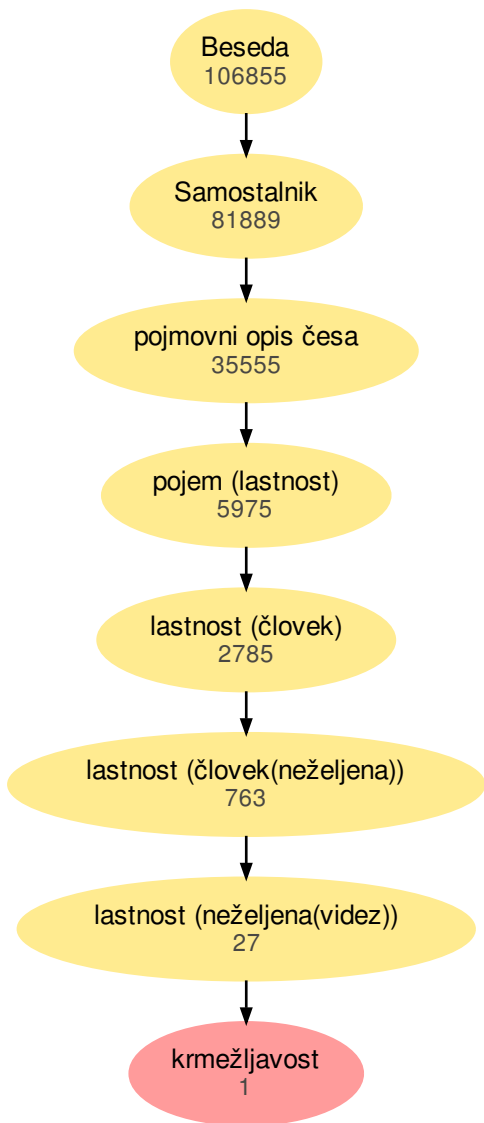 Beseda
106855
Samostalnik
81889
pojmovni opis česa
35555
pojem (lastnost)
5975
lastnost (človek)
2785
lastnost (človek(neželjena))
763
lastnost (neželjena(videz))
27
krmežljavost
1